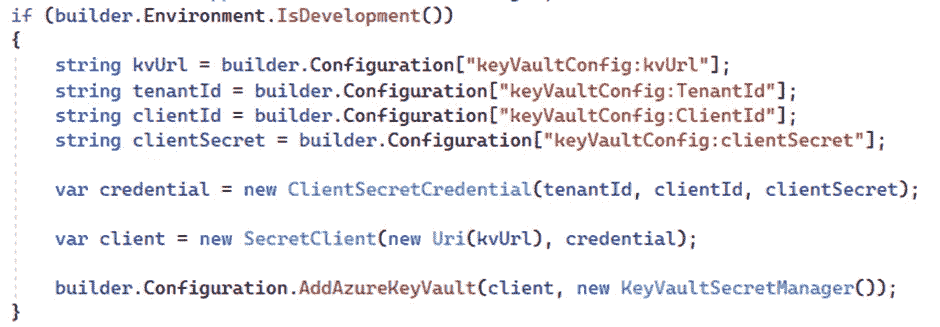 if (builder.Environment.IsDevelopment())
{
string kvUrl = builder.Configuration["keyVaultConfig:kvUrl"];
string tenantId = builder.Configuration["keyVaultConfig:TenantId"];
string clientId = builder.Configuration["keyVaultConfig:ClientId"];
string clientSecret = builder.Configuration["keyVaultConfig:clientSecret"];
var credential = new ClientSecretCredential(tenantId, clientId, clientSecret);
var client = new SecretClient(new Uri(kvUrl), credential);
builder.Configuration.AddAzureKeyVault(client, new KeyVaultSecretManager());
}